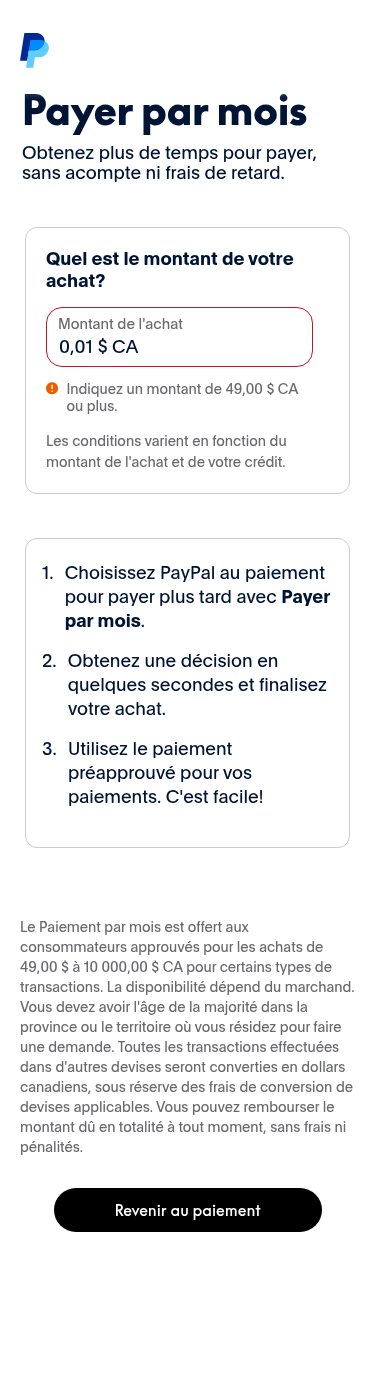 Payer par mois
Obtenez plus de temps pour payer,
sans acompte ni frais de retard.
Quel est le montant de votre
achat?
Montant de l'achat
0,01 $ CA
Indiquez un montant de 49,00 $ CA
ou plus.
Les conditions varient en fonction du
montant de l'achat et de votre crédit.
1. Choisissez PayPal au paiement
pour payer plus tard avec Payer
par mois.
2. Obtenez une décision en
quelques secondes et finalisez
votre achat.
3. Utilisez le paiement
préapprouvé pour vos
paiements. C'est facile!
Le Paiement par mois est offert aux
consommateurs approuvés pour les achats de
49,00 $ à 10 000,00 $ CA pour certains types de
transactions. La disponibilité dépend du marchand.
Vous devez avoir l'âge de la majorité dans la
province ou le territoire où vous résidez pour faire
une demande. Toutes les transactions effectuées
dans d'autres devises seront converties en dollars
canadiens, sous réserve des frais de conversion de
devises applicables. Vous pouvez rembourser le
montant dû en totalité à tout moment, sans frais ni
pénalités.
Revenir au paiement